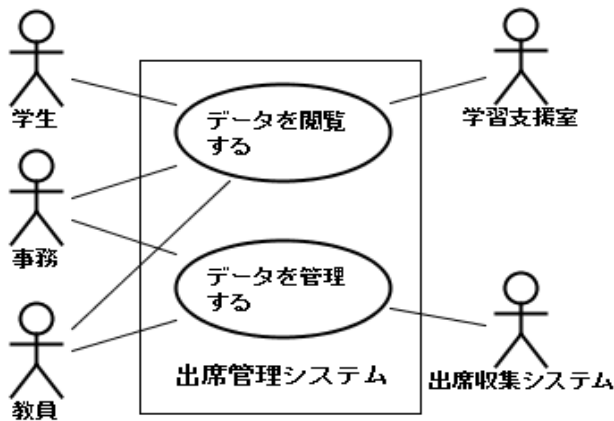 学生
データを閲覧
する
学習支援室
事務
データを管理
する
出席管理システム
出席収集システム
教員